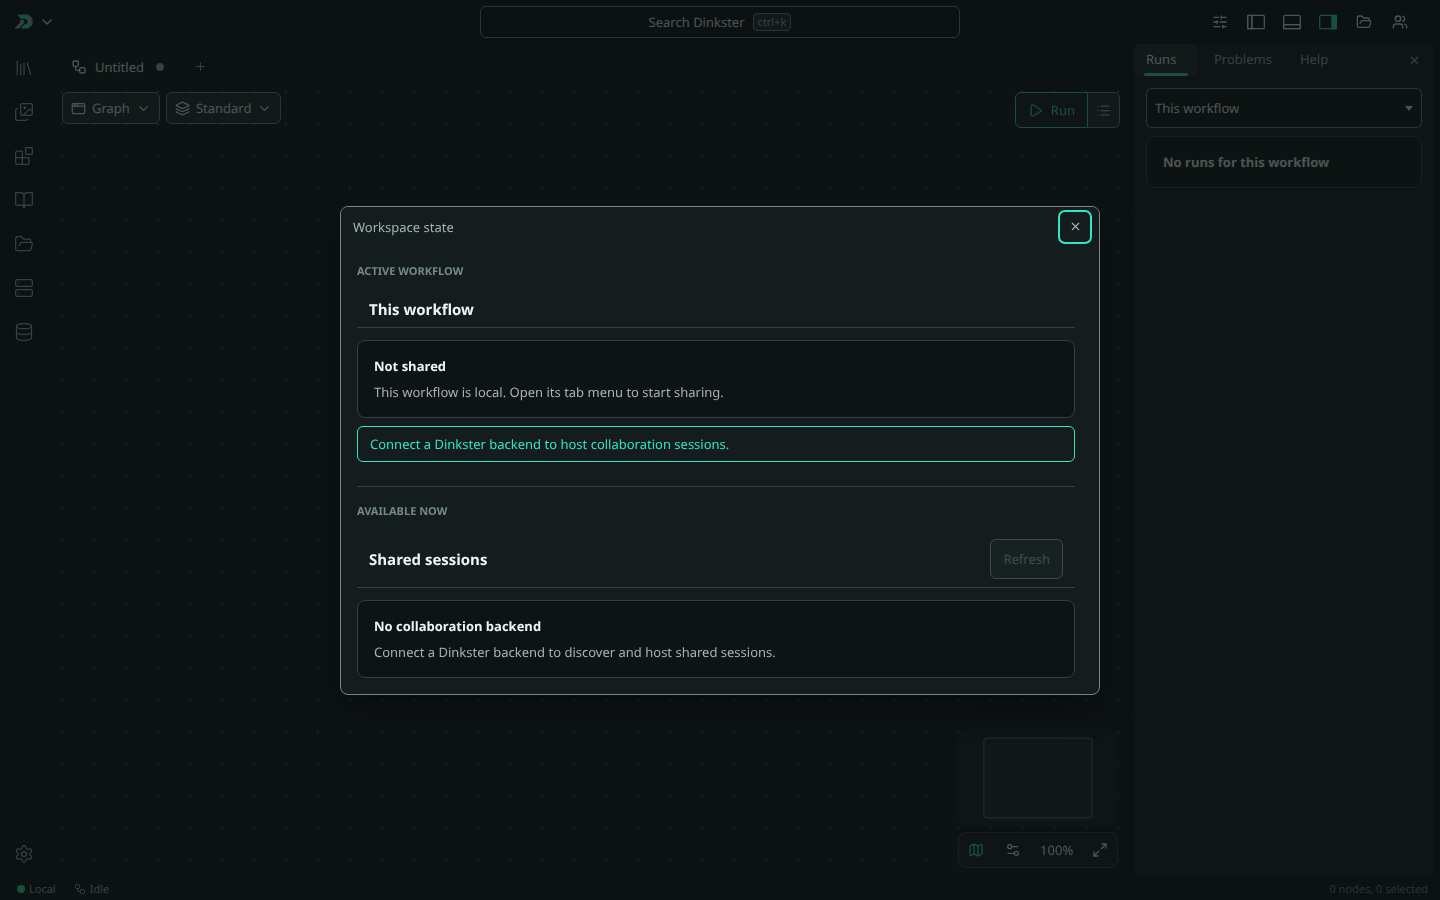 Search Dinkster ctrl+k
Untitled
Runs Problems Help
Graph Standard
Run
This workflow
No runs for this workflow
Workspace state
ACTIVE WORKFLOW
This workflow
Not shared
This workflow is local. Open its tab menu to start sharing.
Connect a Dinkster backend to host collaboration sessions.
AVAILABLE NOW
Shared sessions
Refresh
No collaboration backend
Connect a Dinkster backend to discover and host shared sessions.
100%
Local Idle
0 nodes, 0 selected